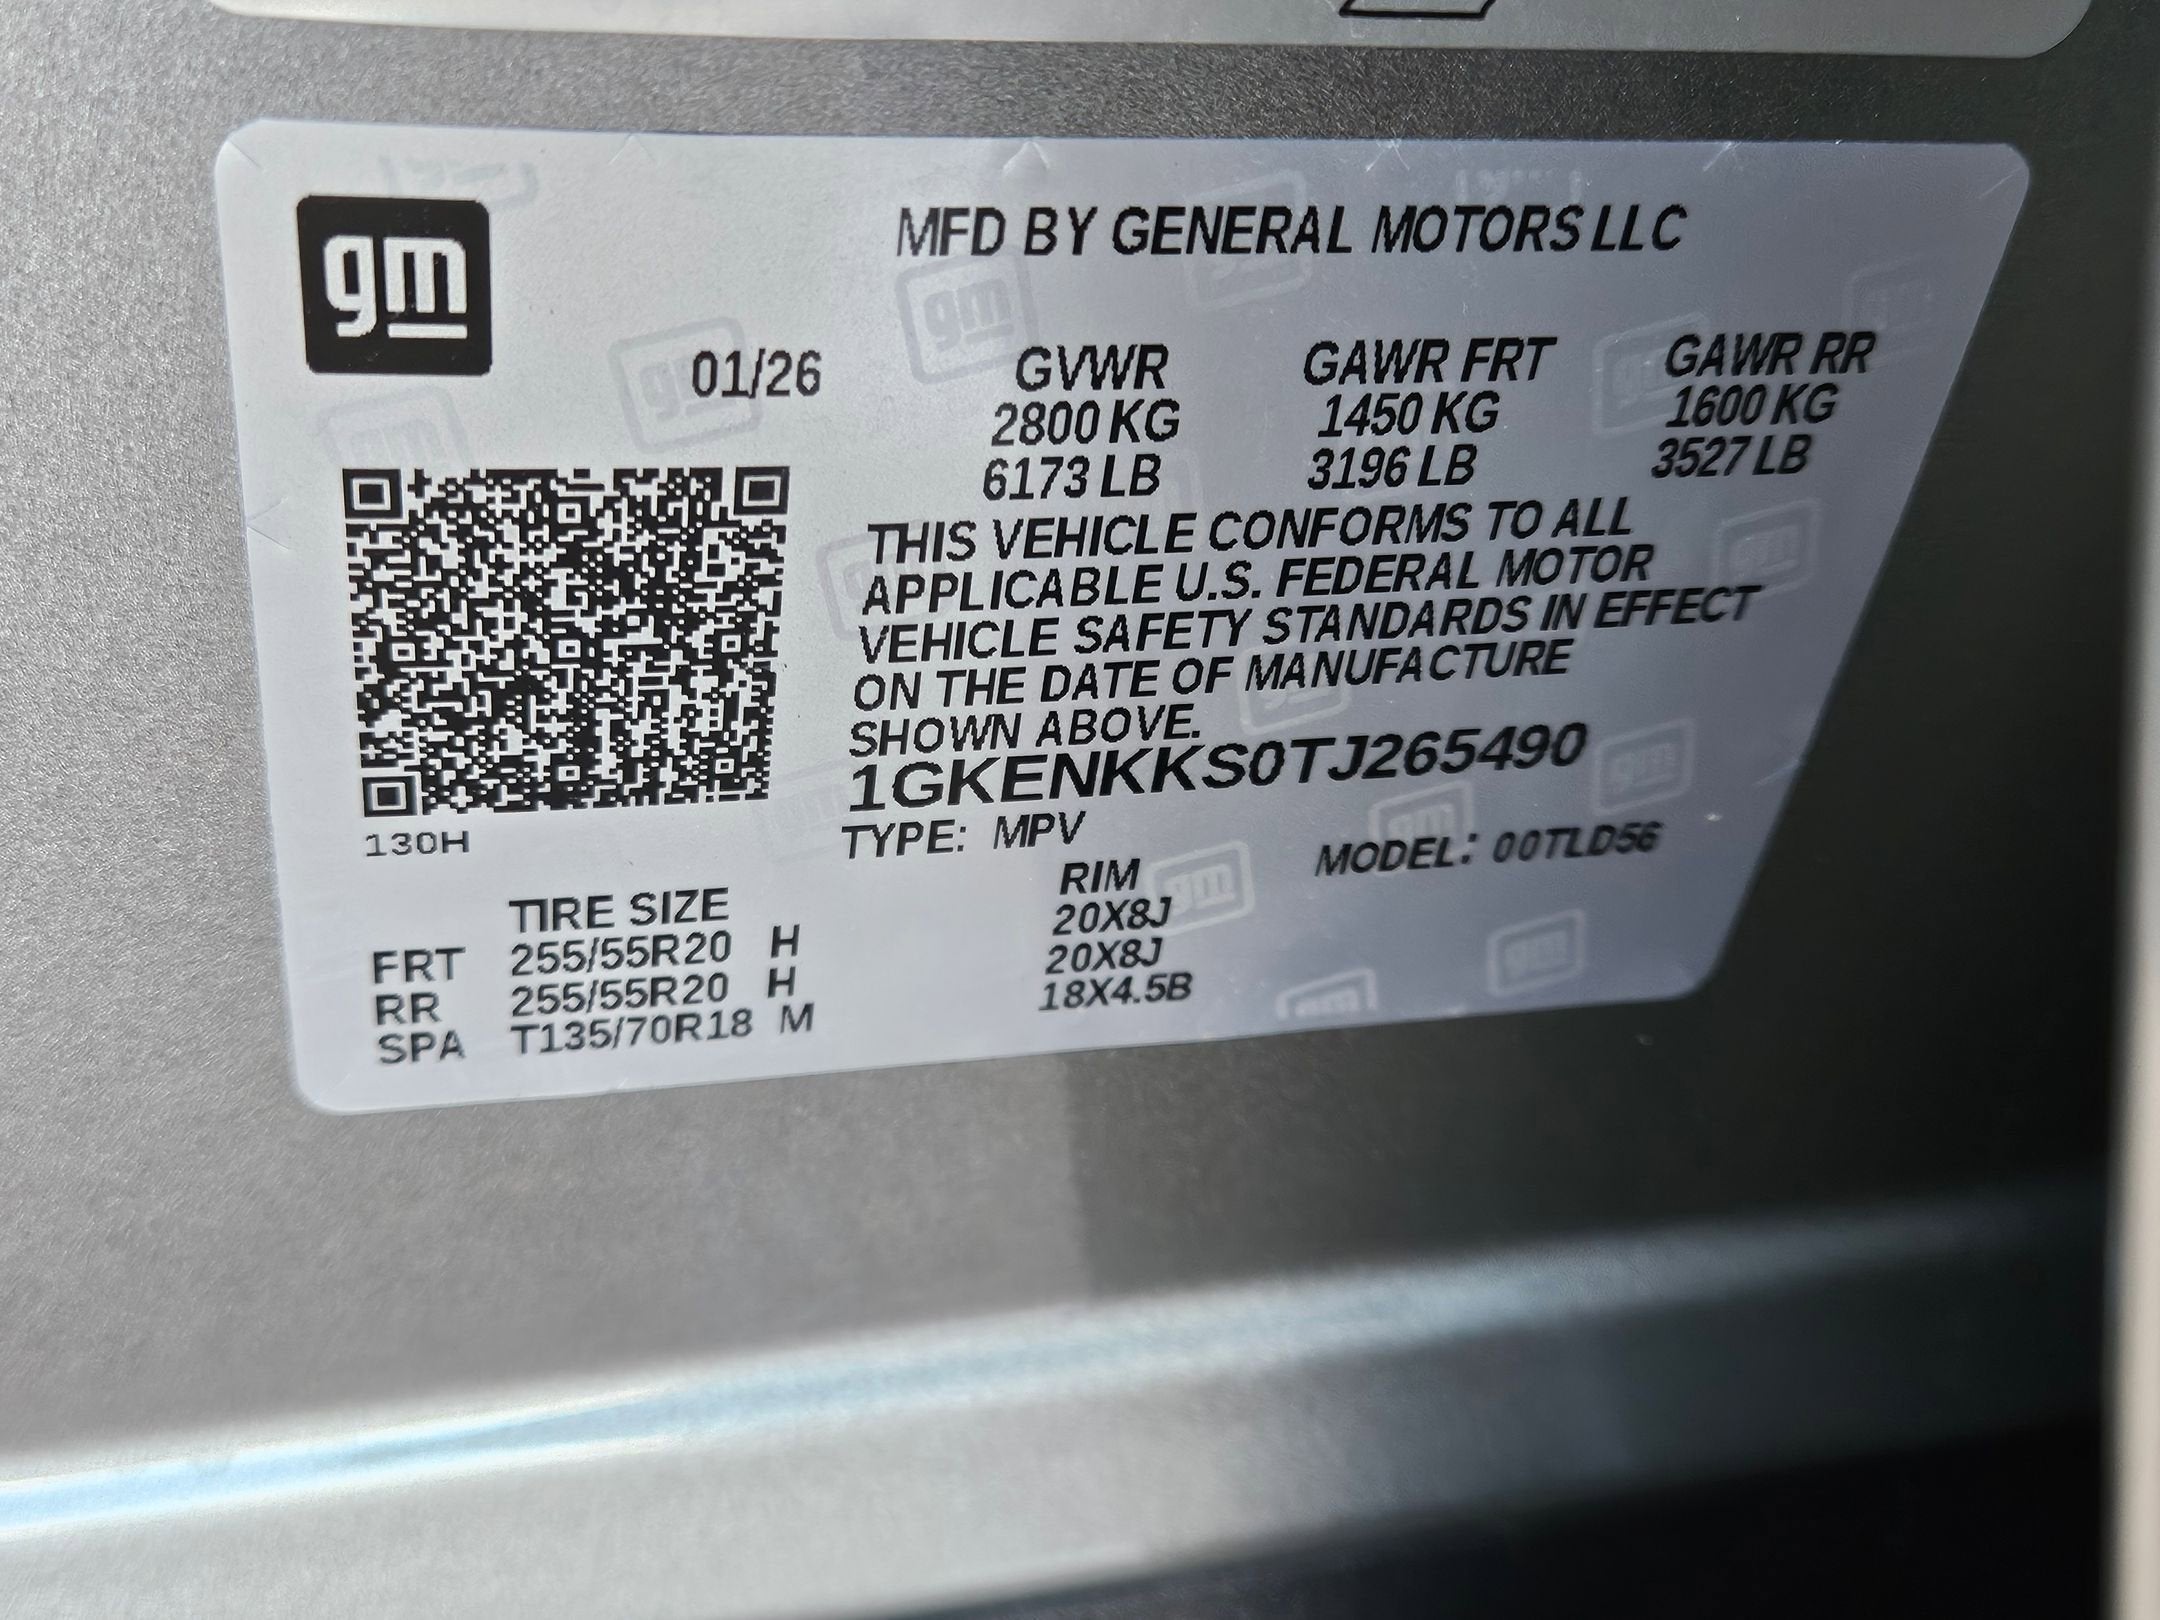 gm
MFD BY GENERAL MOTORS LLC
01/26
GVWR GAWR FRT GAWR RR
2800 KG 1450 KG 1600 KG
6173 LB 3196 LB 3527 LB
THIS VEHICLE CONFORMS TO ALL
APPLICABLE U.S. FEDERAL MOTOR
VEHICLE SAFETY STANDARDS IN EFFECT
ON THE DATE OF MANUFACTURE
SHOWN ABOVE.
1GKENKKS0TJ265490
130H
TYPE: MPV MODEL: 00TLD56
TIRE SIZE RIM
FRT 255/55R20 H 20X8J
RR 255/55R20 H 20X8J
SPA T135/70R18 M 18X4.5B